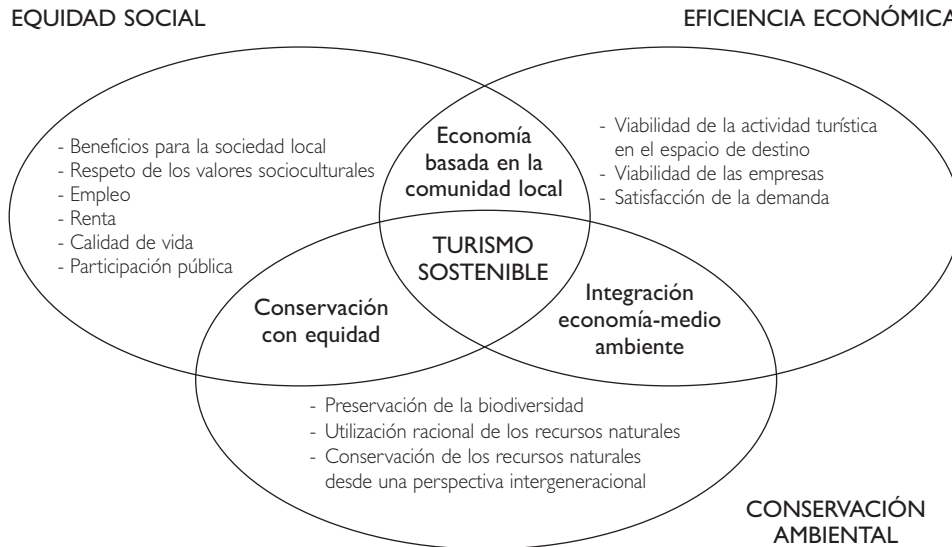 EQUIDAD SOCIAL
EFICIENCIA ECONÓMICA
- Beneficios para la sociedad local
- Respeto de los valores socioculturales
- Empleo
- Renta
- Calidad de vida
- Participación pública
Economía
basada en la
comunidad local
- Viabilidad de la actividad turística
en el espacio de destino
- Viabilidad de las empresas
- Satisfacción de la demanda
TURISMO
SOSTENIBLE
Conservación
con equidad
Integración
economía-medio
ambiente
- Preservación de la biodiversidad
- Utilización racional de los recursos naturales
- Conservación de los recursos naturales
desde una perspectiva intergeneracional
CONSERVACIÓN
AMBIENTAL